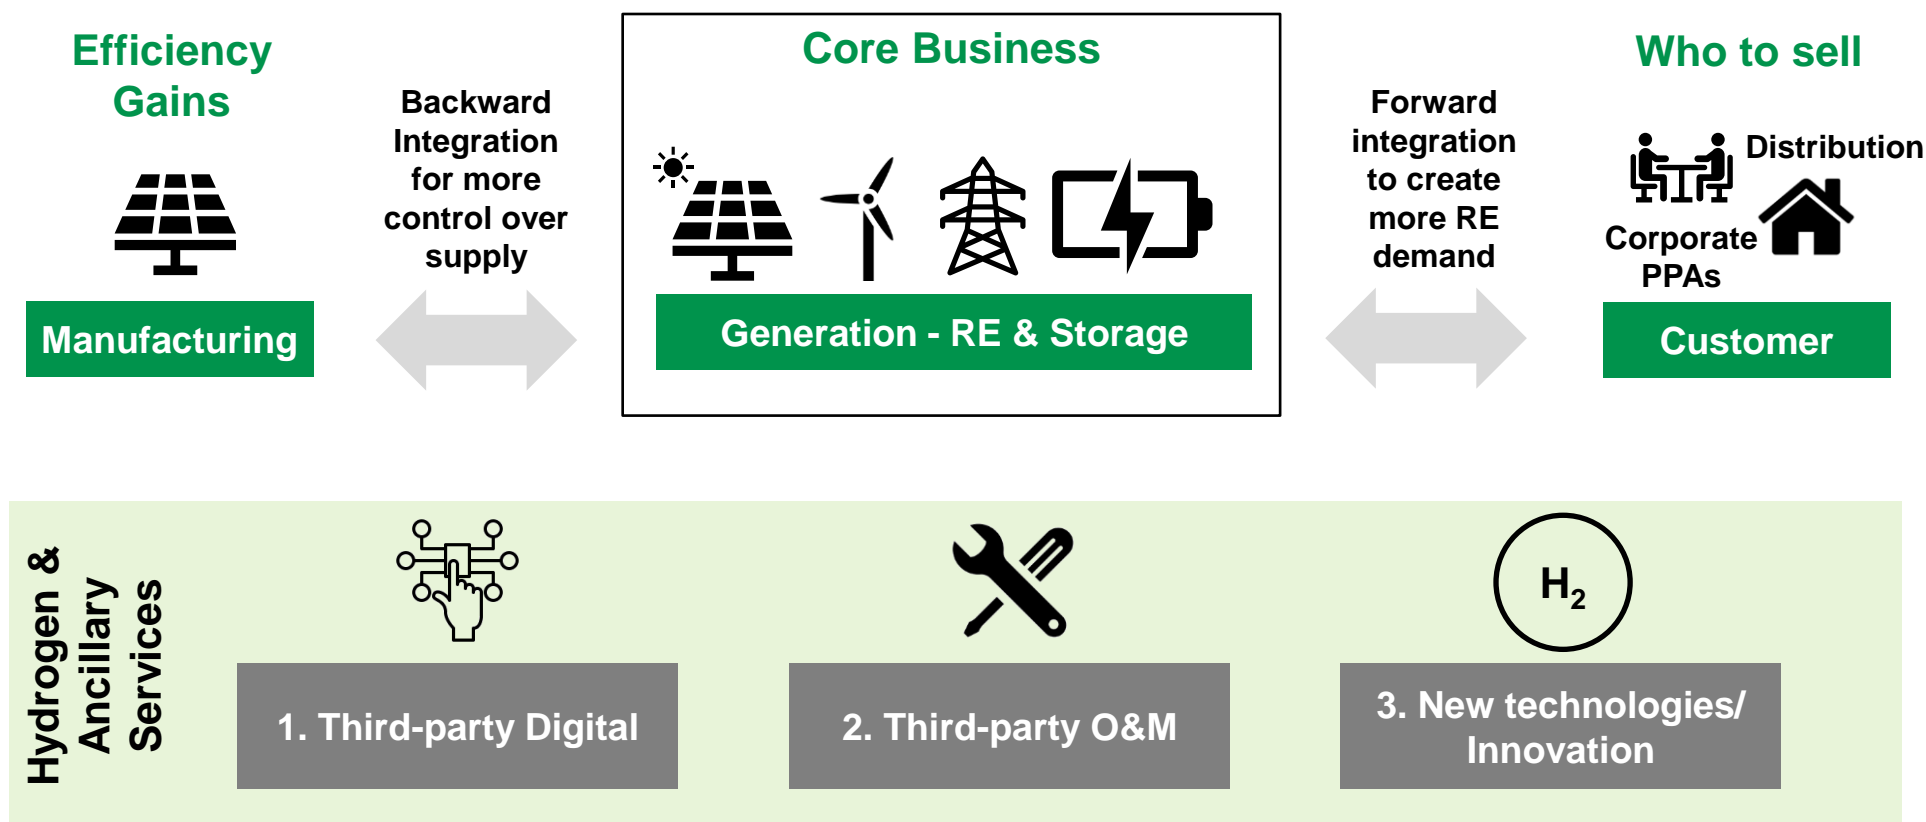 Efficiency
Gains
Backward
Integration
for more
control over
supply
Manufacturing
Core Business
Generation - RE & Storage
Forward
integration
to create
more RE
demand
Who to sell
Distribution
Corporate
PPAs
Customer
Hydrogen &
Ancillary
Services
1. Third-party Digital
2. Third-party O&M
H₂
3. New technologies/
Innovation